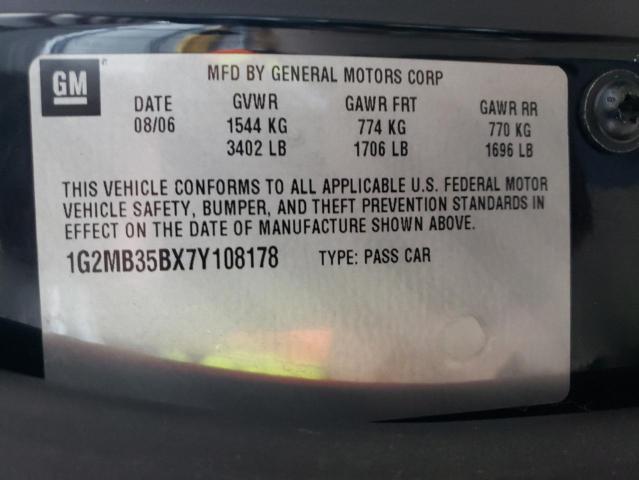 GM
MFD BY GENERAL MOTORS CORP
DATE GVWR GAWR FRT GAWR RR
08/06 1544 KG 774 KG 770 KG
3402 LB 1706 LB 1696 LB
THIS VEHICLE CONFORMS TO ALL APPLICABLE U.S. FEDERAL MOTOR
VEHICLE SAFETY, BUMPER, AND THEFT PREVENTION STANDARDS IN
EFFECT ON THE DATE OF MANUFACTURE SHOWN ABOVE.
1G2MB35BX7Y108178 TYPE: PASS CAR